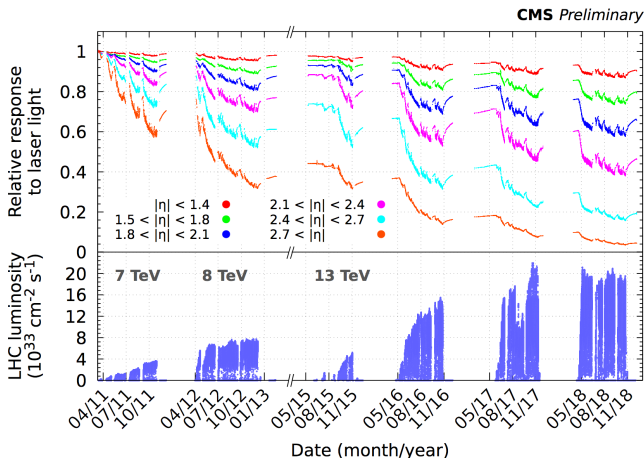 CMS Preliminary
Relative response
to laser light
1
0.8
0.6
0.4
0.2
0
|η| < 1.4
1.5 < |η| < 1.8
1.8 < |η| < 2.1
2.1 < |η| < 2.4
2.4 < |η| < 2.7
2.7 < |η|
LHC luminosity
(10³³ cm⁻² s⁻¹)
20
16
12
8
4
0
7 TeV
8 TeV
13 TeV
04/11
07/11
10/11
04/12
07/12
10/12
01/13
05/15
08/15
11/15
05/16
08/16
11/16
05/17
08/17
11/17
05/18
08/18
11/18
Date (month/year)